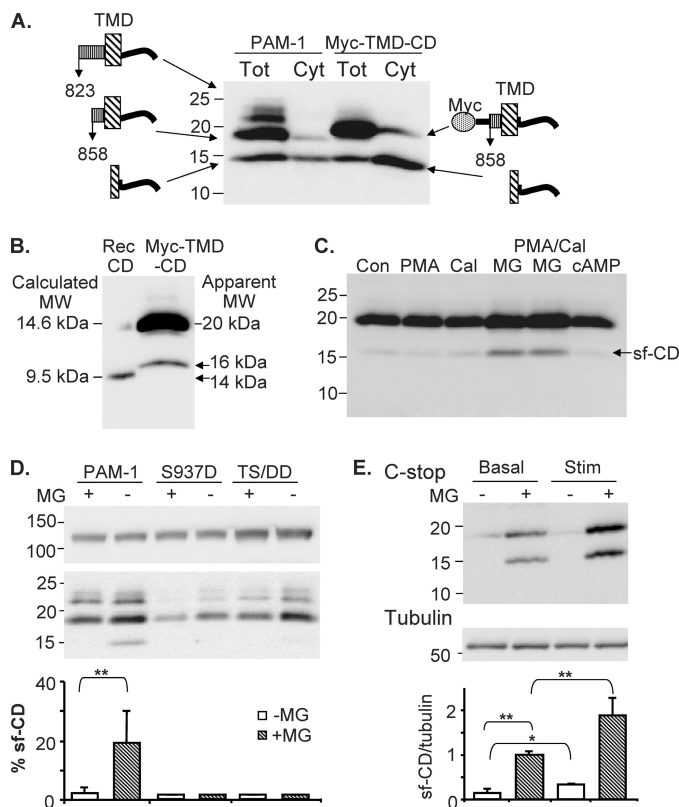 A.
TMD
823
858
PAM-1 Myc-TMD-CD
Tot Cyt Tot Cyt
25
20
15
10
TMD
Myc
858
B.
Rec Myc-TMD
CD -CD
Calculated Apparent
MW MW
14.6 kDa 20 kDa
16 kDa
9.5 kDa 14 kDa
C.
PMA/Cal
Con PMA Cal MG MG cAMP
25
20
15
10
sf-CD
D.
PAM-1 S937D TS/DD
MG + - + - + -
150
100
25
20
15
40
20
0
% sf-CD
**
-MG
+MG
E. C-stop Basal Stim
MG - + - +
20
15
10
Tubulin
50
2
1
0
sf-CD/tubulin
**
**
*